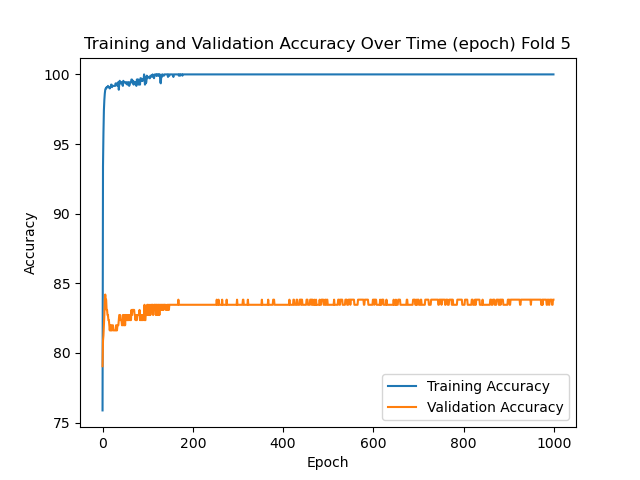 Training and Validation Accuracy Over Time (epoch) Fold 5
100
95
90
85
80
75
Accuracy
0
200
400
600
800
1000
Epoch
Training Accuracy
Validation Accuracy